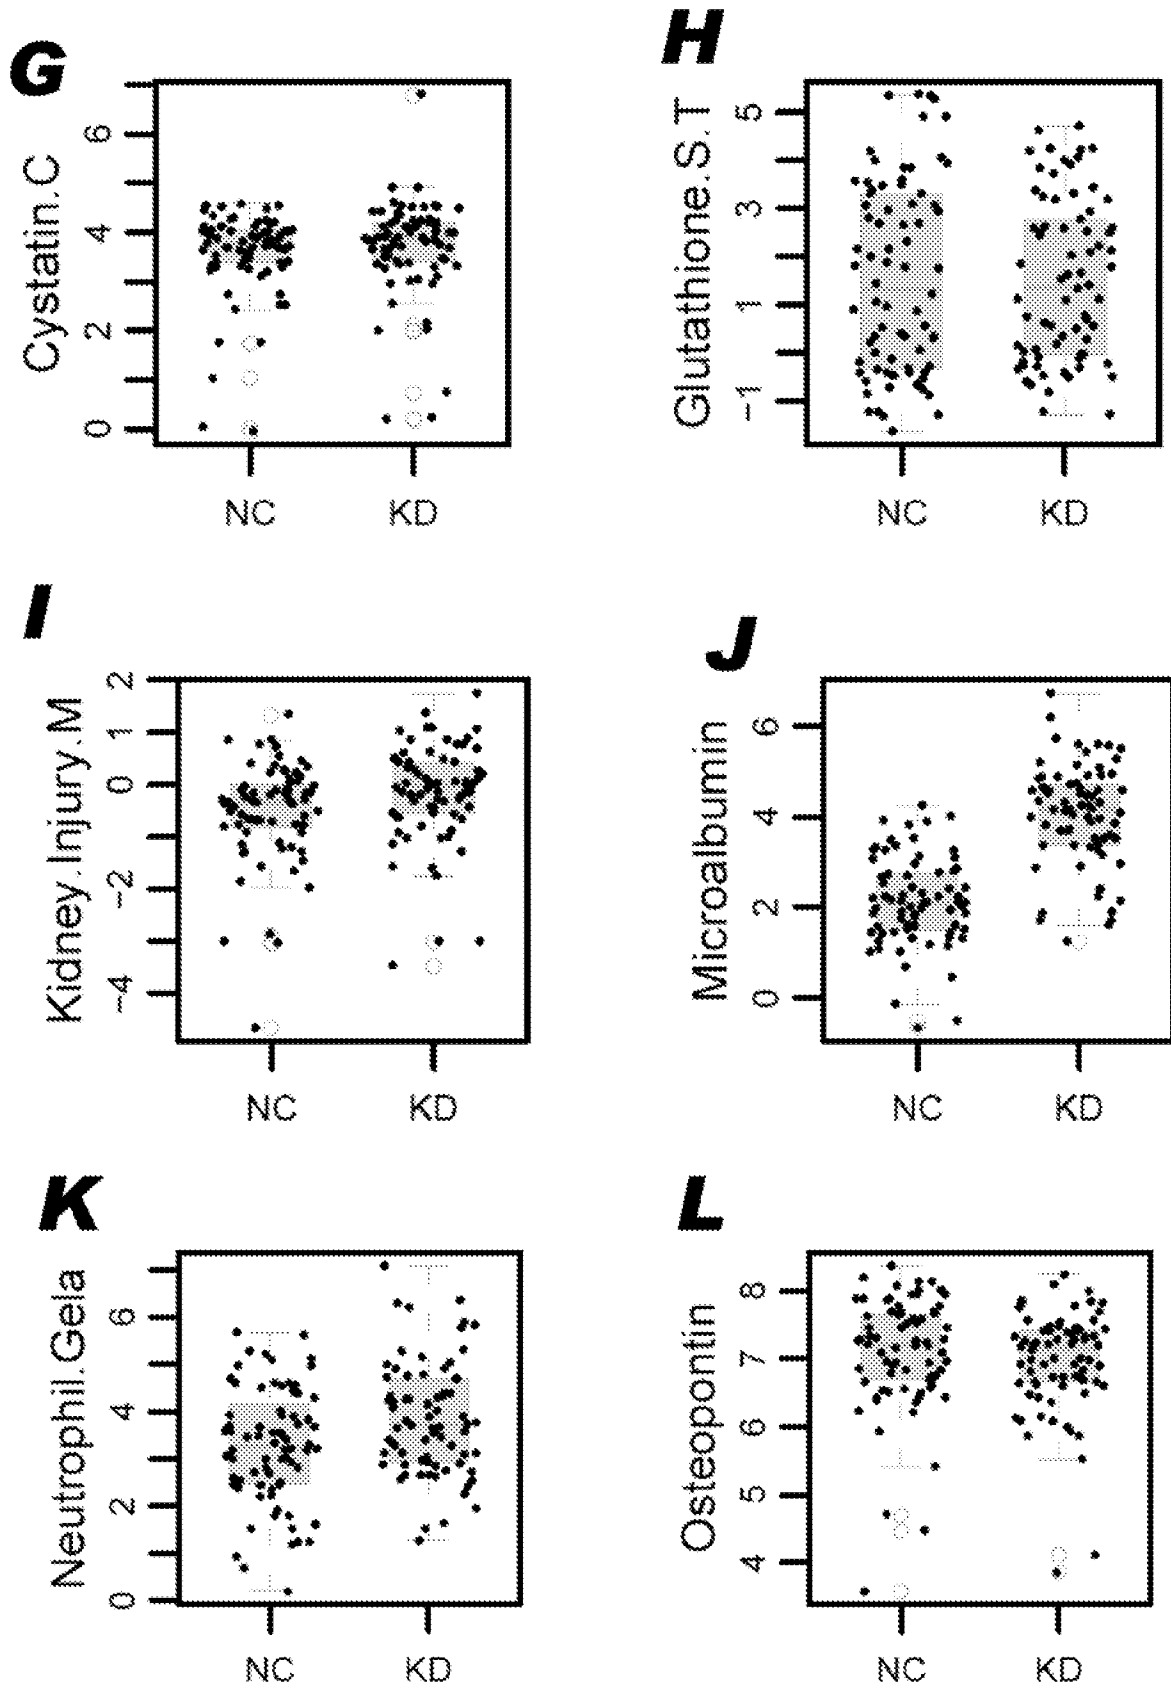 G
Cystatin.C
0 2 4 6
NC KD
H
Glutathione.S.T
−1 1 3 5
NC KD
I
Kidney.Injury.M
−4 −2 0 1 2
NC KD
J
Microalbumin
0 2 4 6
NC KD
K
Neutrophil.Gela
0 2 4 6
NC KD
L
Osteopontin
4 5 6 7 8
NC KD